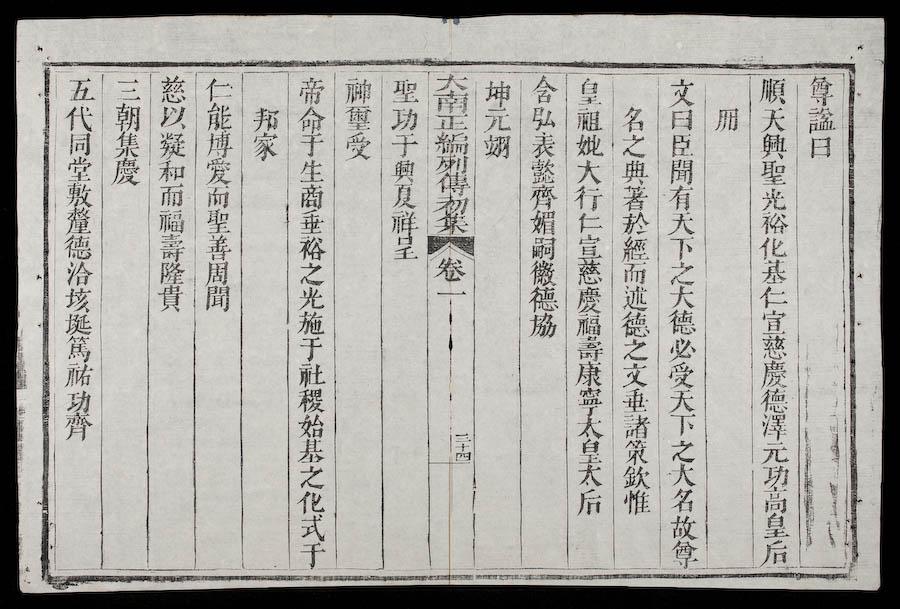 尊諡曰
順天興聖光裕化基仁宣慈慶德澤元功高皇后
冊
文曰臣聞有天下之大德必受天下之大名故尊
名之典著於經而述德之文垂諸策欽惟
皇祖妣大行仁宣慈慶福壽康寧太皇太后
含弘表懿齊媚嗣徽德協
坤元翊
大南正編列傳初集
卷一
三十四
聖功于興夏祥呈
神璽受
帝命于生商垂裕之光施于社稷始基之化式于
邦家
仁能博愛而聖善周聞
慈以凝和而福壽隆貴
三朝集慶
五代同堂敷釐德洽垓埏篤祐功齊